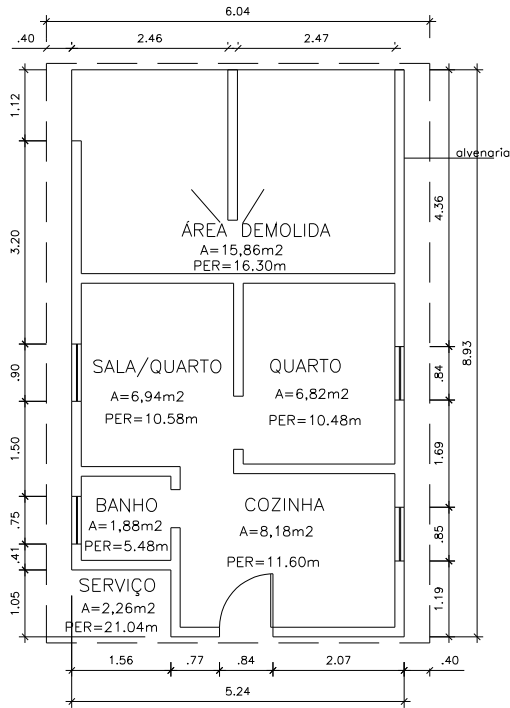 6.04
.40
2.46
2.47
1.12
alvenaria
4.36
3.20
ÁREA DEMOLIDA
A=15,86m2
PER=16.30m
8.93
SALA/QUARTO
QUARTO
.90
.84
A=6,94m2
A=6,82m2
PER=10.58m
PER=10.48m
1.50
1.69
BANHO
COZINHA
.75
A=1,88m2
A=8,18m2
.85
PER=5.48m
.41
PER=11.60m
SERVIÇO
1.05
A=2,26m2
1.19
PER=21.04m
1.56
.77
.84
2.07
.40
5.24